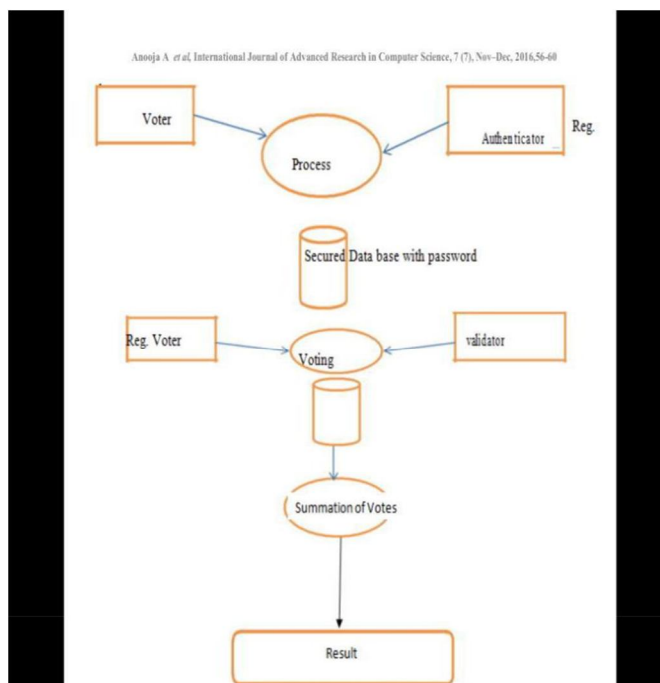 Anooja A et al, International Journal of Advanced Research in Computer Science, 7 (7), Nov–Dec, 2016,56-60
Voter
Authenticator
Reg.
Process
Secured Data base with password
Reg. Voter
Voting
validator
Summation of Votes
Result